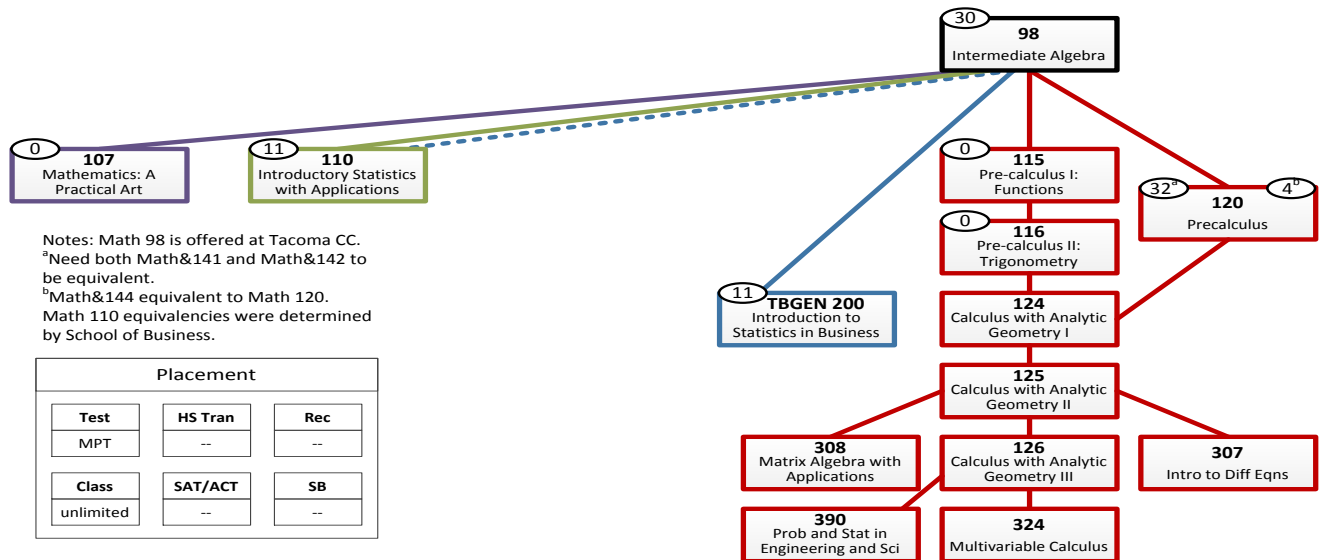 30
98
Intermediate Algebra
0
107
Mathematics: A
Practical Art
11
110
Introductory Statistics
with Applications
0
115
Pre-calculus I:
Functions
32a
4b
120
Precalculus
0
116
Pre-calculus II:
Trigonometry
Notes: Math 98 is offered at Tacoma CC.
aNeed both Math&141 and Math&142 to
be equivalent.
bMath&144 equivalent to Math 120.
Math 110 equivalencies were determined
by School of Business.
11
TBGEN 200
Introduction to
Statistics in Business
124
Calculus with Analytic
Geometry I
125
Calculus with Analytic
Geometry II
308
Matrix Algebra with
Applications
126
Calculus with Analytic
Geometry III
307
Intro to Diff Eqns
390
Prob and Stat in
Engineering and Sci
324
Multivariable Calculus
Placement
Test
HS Tran
Rec
MPT
--
--
Class
SAT/ACT
SB
unlimited
--
--